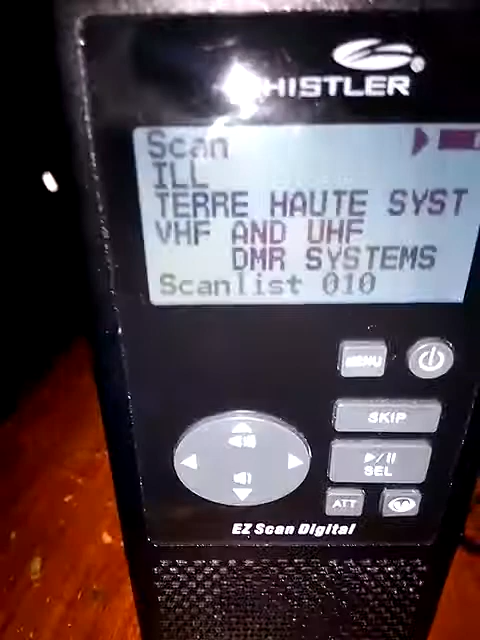 WHISTLER®
Scan
ILL
TERRE HAUTE SYST
VHF AND UHF
DMR SYSTEMS
Scanlist 010
MENU
SKIP
▶/II
SEL
ATT
EZ Scan Digital